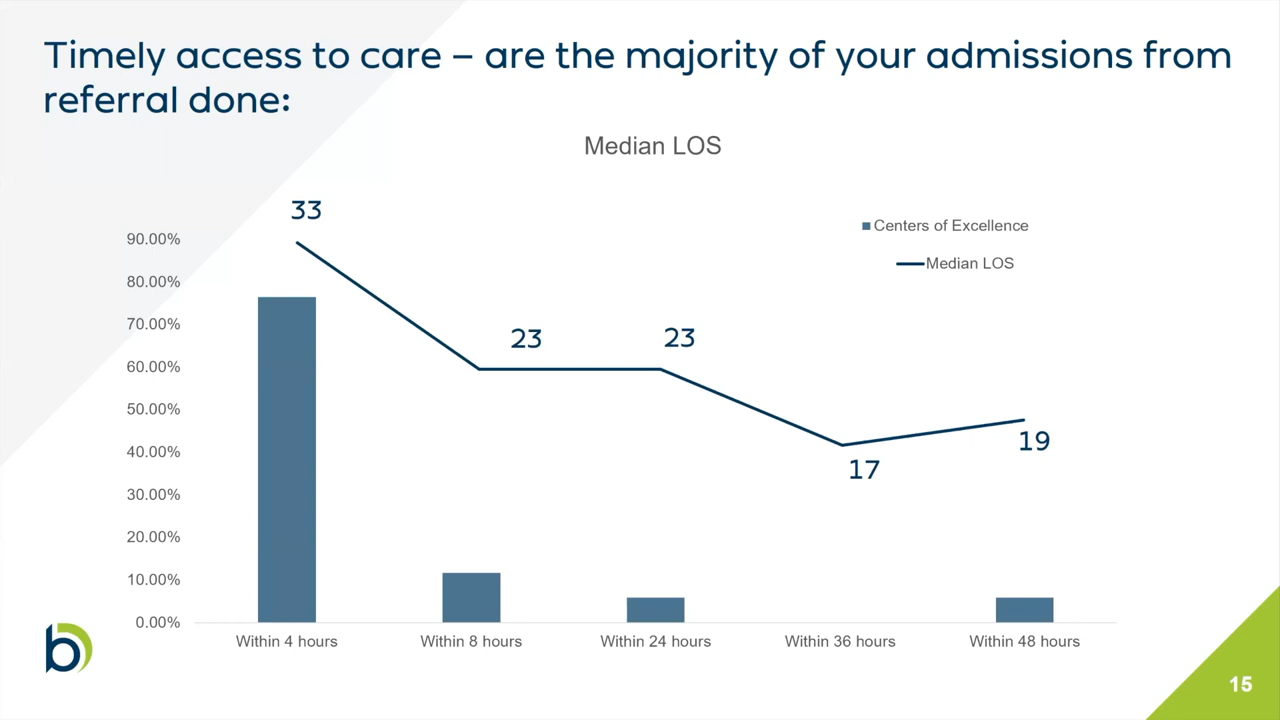 Timely access to care – are the majority of your admissions from
referral done:
Median LOS
33
Centers of Excellence
90.00%
Median LOS
80.00%
70.00%
23
23
60.00%
50.00%
19
40.00%
17
30.00%
20.00%
10.00%
0.00%
Within 4 hours
Within 8 hours
Within 24 hours
Within 36 hours
Within 48 hours
b
15